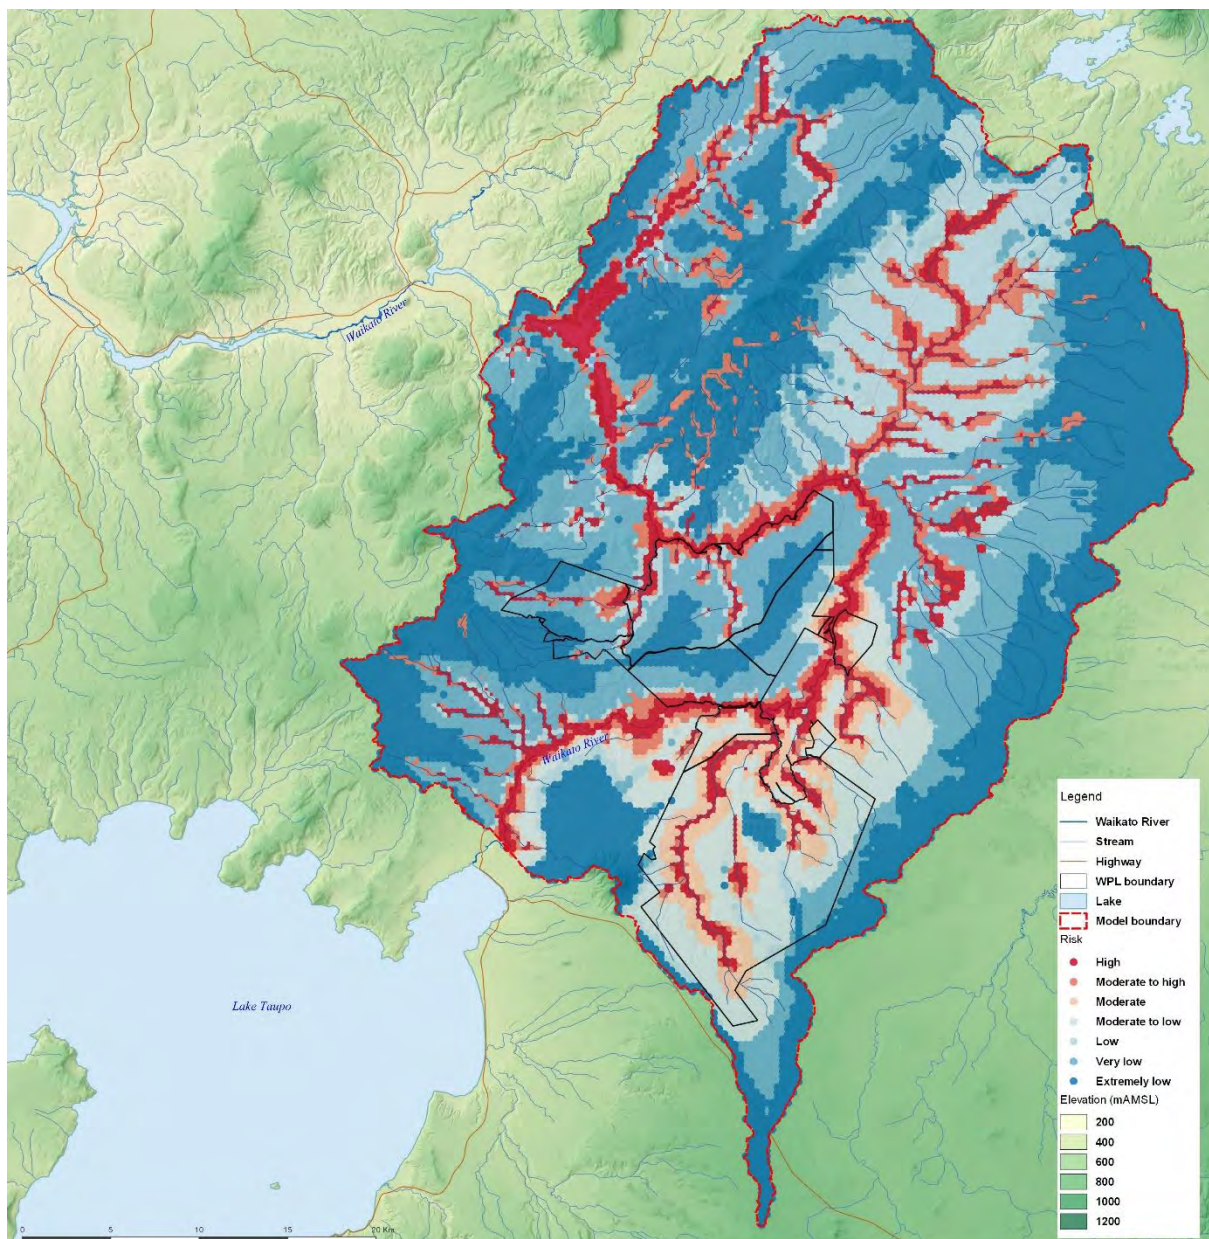 Waikato River
Waikato River
Lake Taupo
Legend
Waikato River
Stream
Highway
WPL boundary
Lake
Model boundary
Risk
High
Moderate to high
Moderate
Moderate to low
Low
Very low
Extremely low
Elevation (mAMSL)
200
400
600
800
1000
1200
0 5 10 15 20 Km